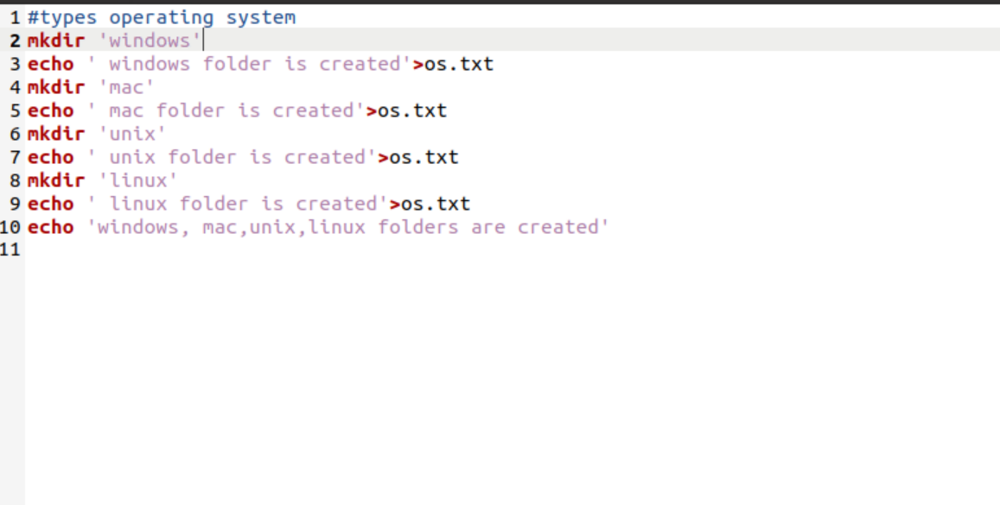 1 #types operating system
2 mkdir 'windows'
3 echo ' windows folder is created'>os.txt
4 mkdir 'mac'
5 echo ' mac folder is created'>os.txt
6 mkdir 'unix'
7 echo ' unix folder is created'>os.txt
8 mkdir 'linux'
9 echo ' linux folder is created'>os.txt
10 echo 'windows, mac,unix,linux folders are created'
11